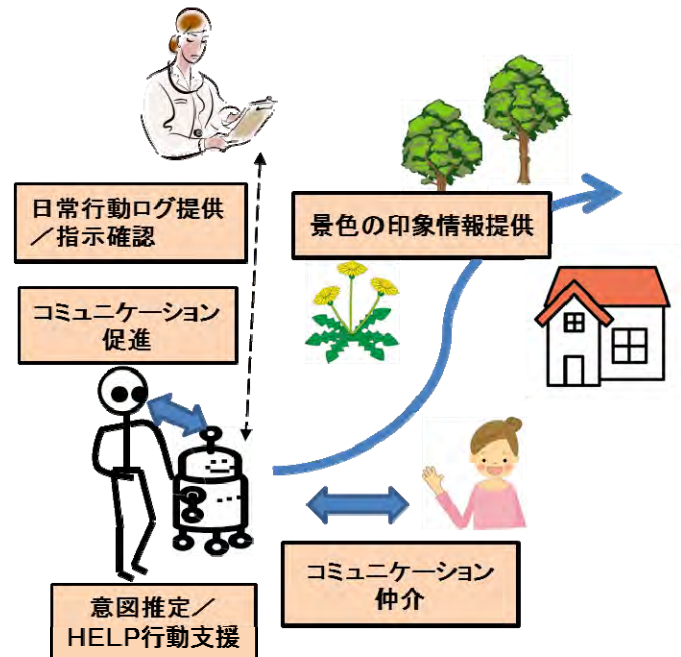 日常行動ログ提供
／指示確認
景色の印象情報提供
コミュニケーション
促進
コミュニケーション
仲介
意図推定／
HELP行動支援